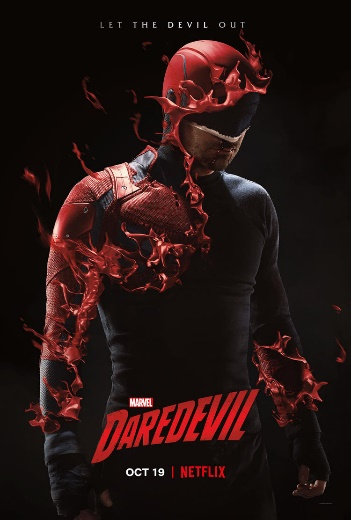 LET THE DEVIL OUT
MARVEL
DAREDEVIL
OCT 19 | NETFLIX